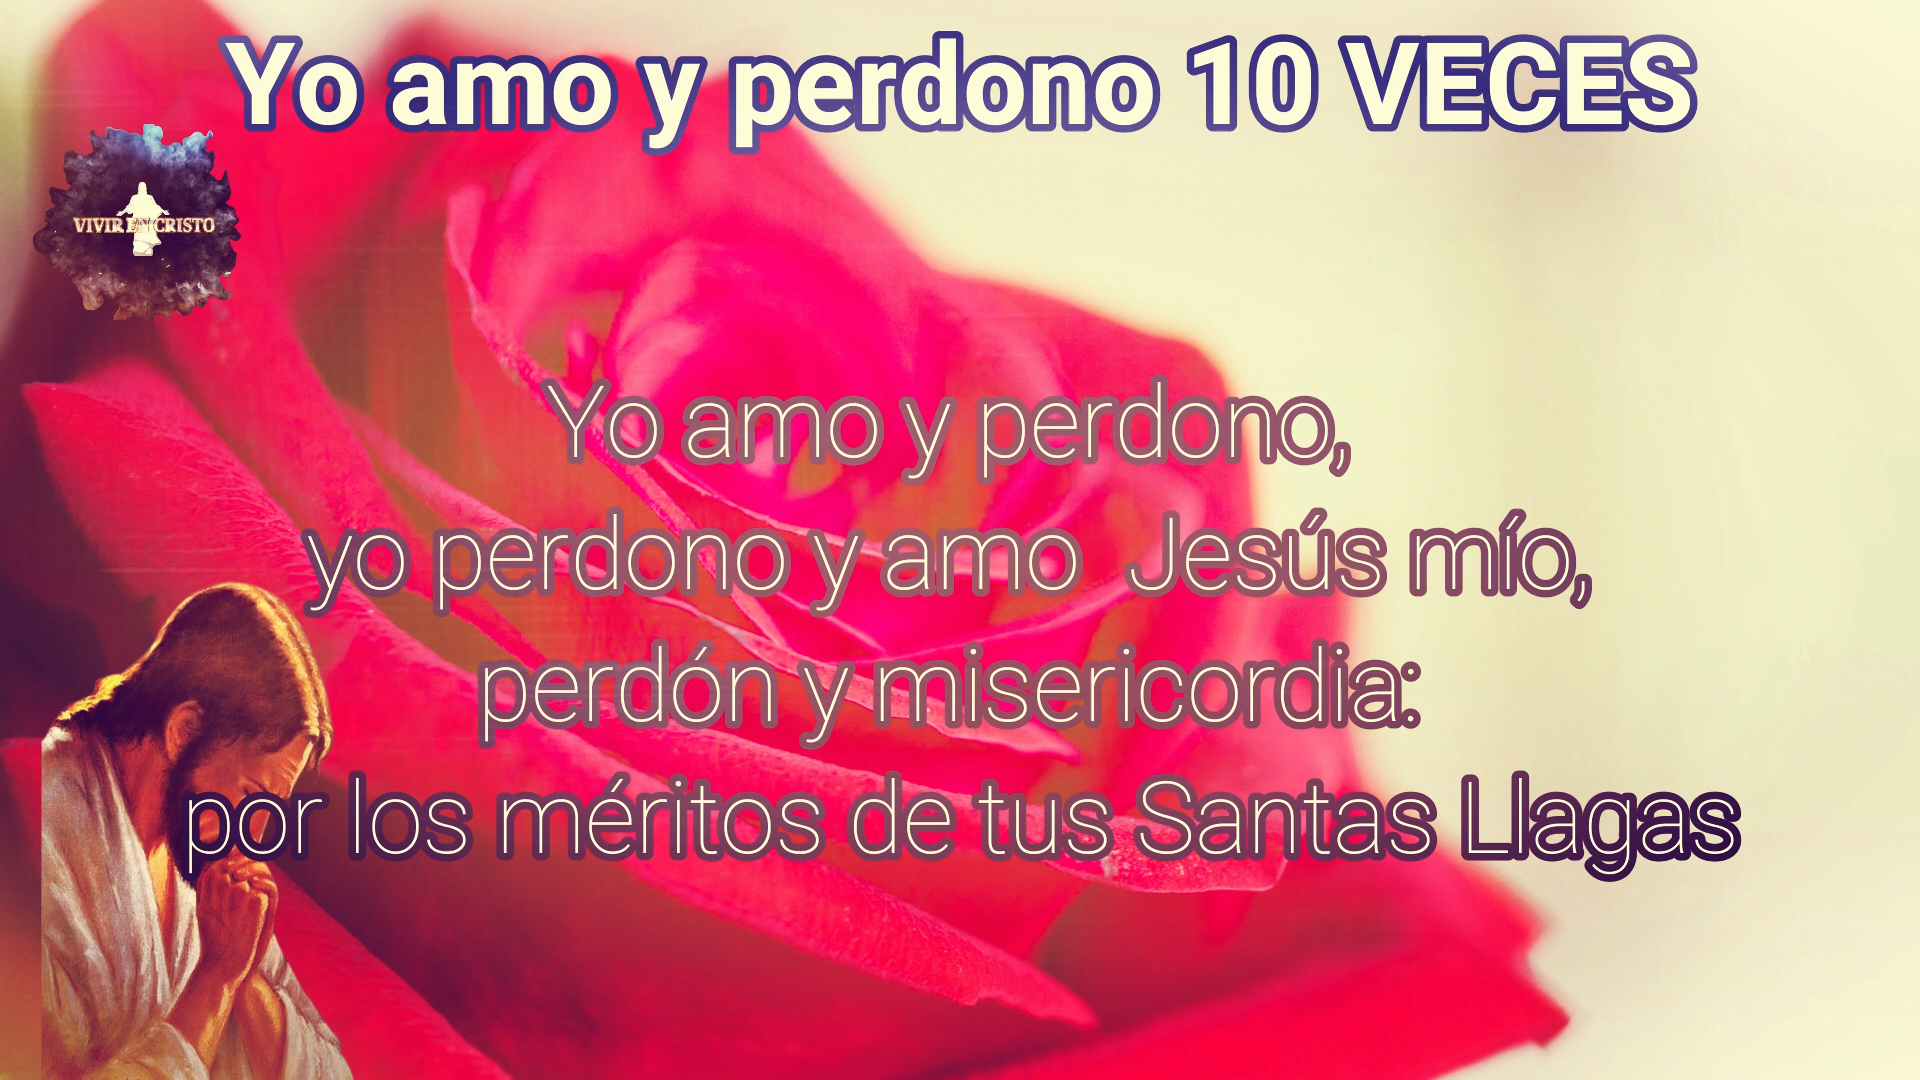 Yo amo y perdono 10 VECES
VIVIR EN CRISTO
Yo amo y perdono,
yo perdono y amo  Jesús mío,
perdón y misericordia:
por los méritos de tus Santas Llagas